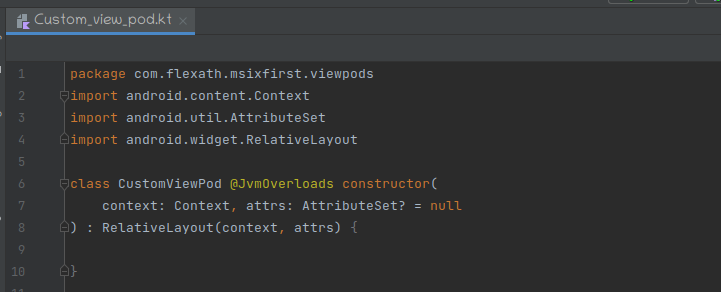 Custom_view_pod.kt
1 package com.flexath.msixfirst.viewpods
2 import android.content.Context
3 import android.util.AttributeSet
4 import android.widget.RelativeLayout
5
6 class CustomViewPod @JvmOverloads constructor(
7 context: Context, attrs: AttributeSet? = null
8 ) : RelativeLayout(context, attrs) {
9
10 }
11